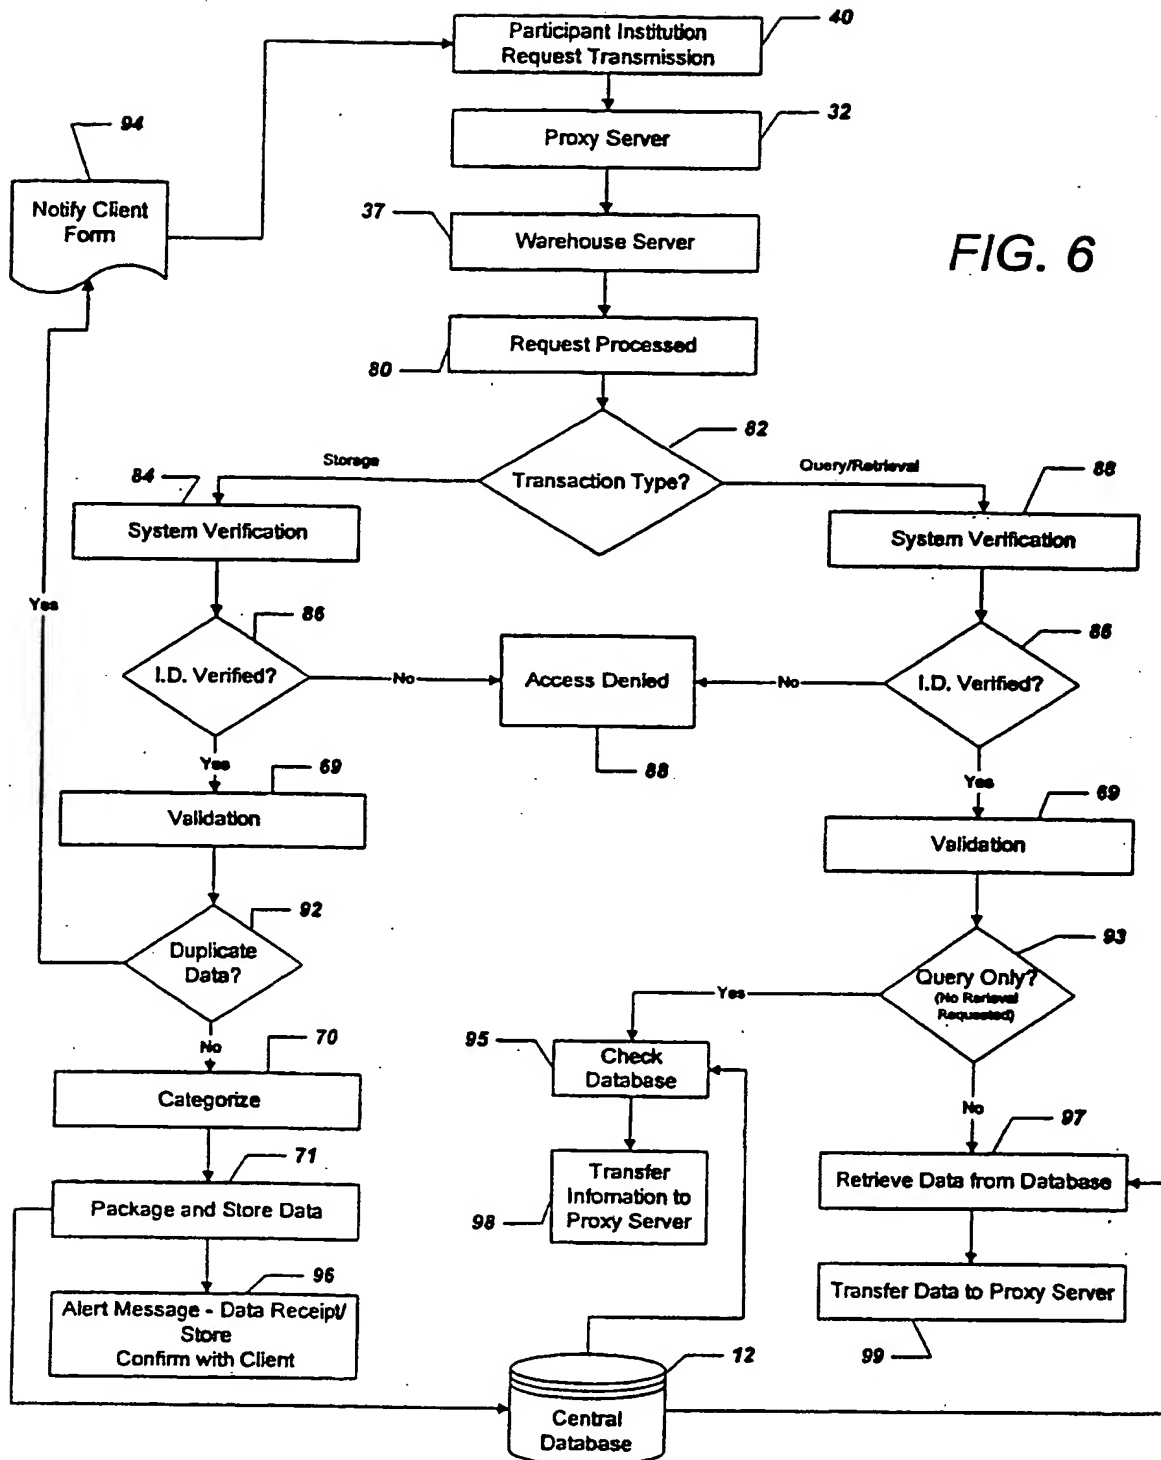 40
Participant Institution
Request Transmission
94
32
Proxy Server
Notify Client
Form
37
Warehouse Server
FIG. 6
Request Processed
80
82
Storage
Transaction Type?
Query/Retrieval
84
88
System Verification
System Verification
Yes
86
86
I.D. Verified?
No
Access Denied
No
I.D. Verified?
88
Yes
69
Yes
69
Validation
Validation
92
93
Duplicate
Data?
Query Only?
(No Retrieval
Requested)
Yes
No
70
95
Check
Database
Categorize
No
97
71
Transfer
Infomation to
Proxy Server
Retrieve Data from Database
Package and Store Data
98
96
Alert Message - Data Receipt/
Store
Confirm with Client
Transfer Data to Proxy Server
99
12
Central
Database